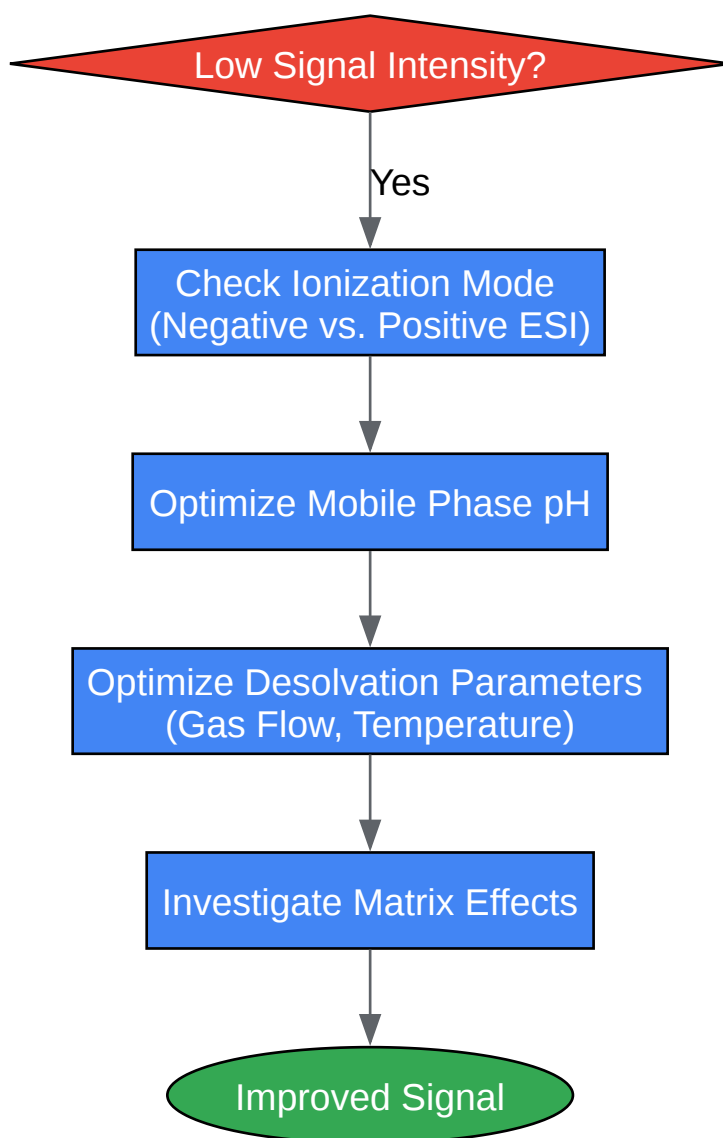 Low Signal Intensity?
Yes
Check Ionization Mode
(Negative vs. Positive ESI)
Optimize Mobile Phase pH
Optimize Desolvation Parameters
(Gas Flow, Temperature)
Investigate Matrix Effects
Improved Signal